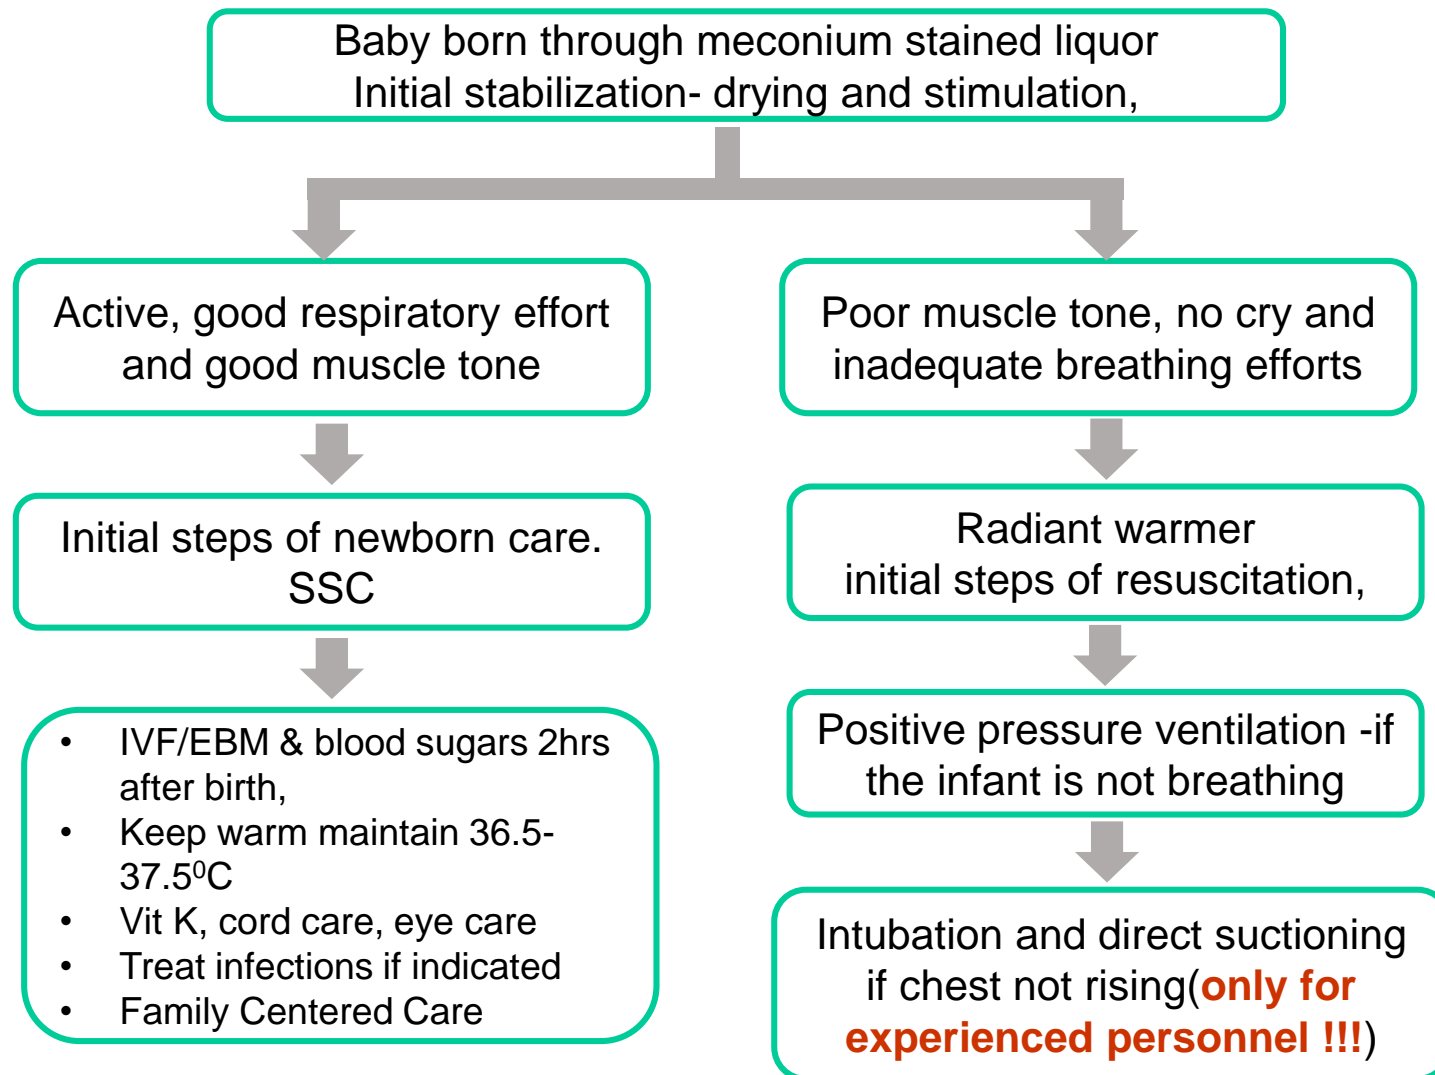 Baby born through meconium stained liquor
Initial stabilization- drying and stimulation,
Active, good respiratory effort
and good muscle tone
Poor muscle tone, no cry and
inadequate breathing efforts
Initial steps of newborn care.
SSC
Radiant warmer
initial steps of resuscitation,
• IVF/EBM & blood sugars 2hrs
after birth,
• Keep warm maintain 36.5-
37.5⁰C
• Vit K, cord care, eye care
• Treat infections if indicated
• Family Centered Care
Positive pressure ventilation -if
the infant is not breathing
Intubation and direct suctioning
if chest not rising(only for
experienced personnel !!!)